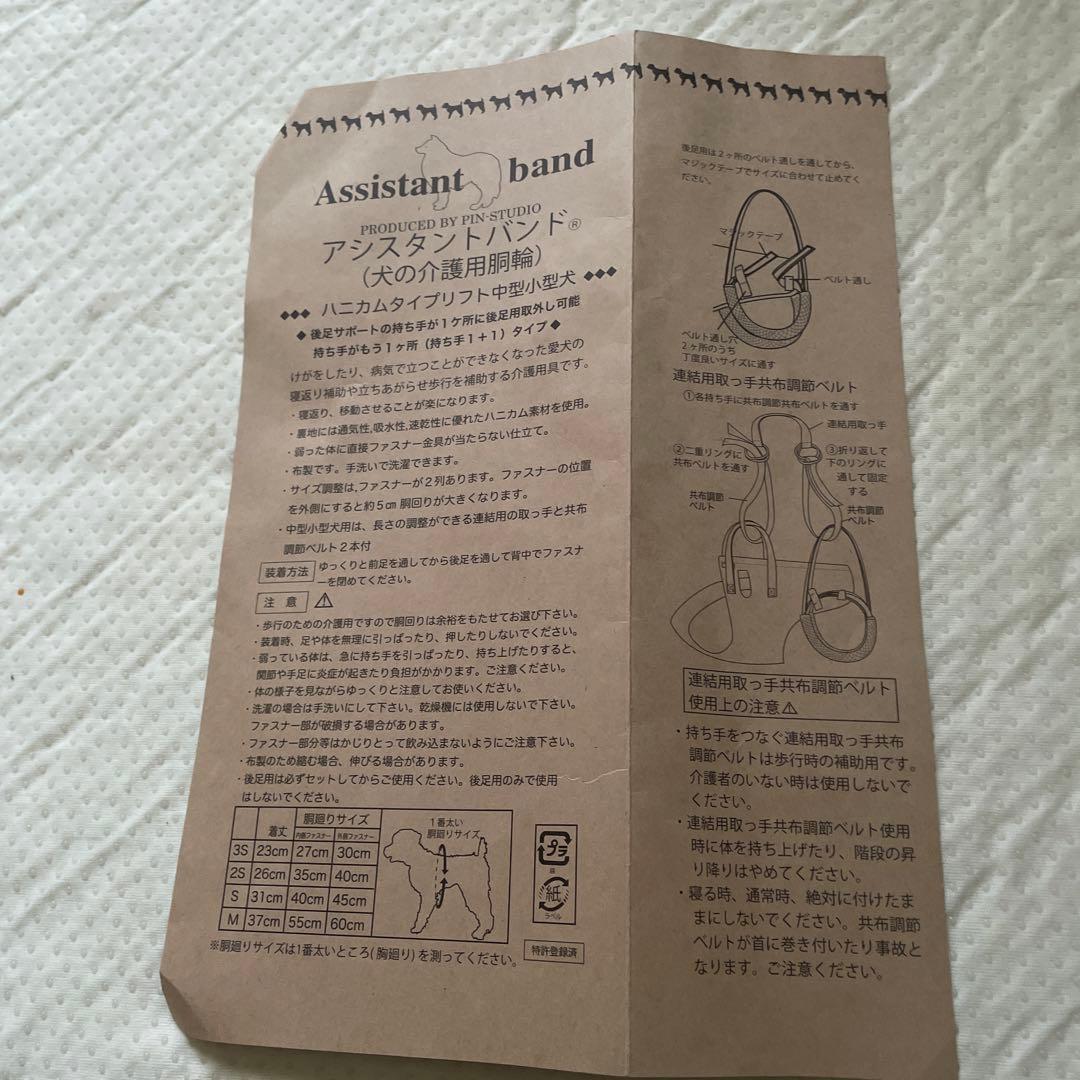 Assistant band
PRODUCED BY PIN-STUDIO
アシスタントバンド®
(犬の介護用胴輪)
◆◆◆ ハニカムタイプリフト中型小型犬 ◆◆◆
◆ 後足サポートの持ち手が1ケ所に後足用取外し可能
持ち手がもう1ヶ所(持ち手1+1)タイプ◆
けがをしたり、病気で立つことができなくなった愛犬の
寝返り補助や立ちあがらせ歩行を補助する介護用具です。
・寝返り、移動させることが楽になります。
・裏地には通気性,吸水性,速乾性に優れたハニカム素材を使用。
・弱った体に直接ファスナー金具が当たらない仕立て。
・布製です。手洗いで洗濯できます。
・サイズ調整は,ファスナーが2列あります。ファスナーの位置
を外側にすると約5㎝ 胴回りが大きくなります。
・中型小型犬用は、長さの調整ができる連結用の取っ手と共布
調節ベルト2本付
装着方法 ゆっくりと前足を通してから後足を通して背中でファスナ
ーを閉めてください。
注 意 ⚠
・歩行のための介護用ですので胴回りは余裕をもたせてお選び下さい。
・装着時、足や体を無理に引っぱったり、押したりしないでください。
・弱っている体は、急に持ち手を引っぱったり、持ち上げたりすると、
関節や手足に炎症が起きたり負担がかかります。ご注意ください。
・体の様子を見ながらゆっくりと注意してお使いください。
・洗濯の場合は手洗いにして下さい。乾燥機には使用しないで下さい。
ファスナー部が破損する場合があります。
・ファスナー部分等はかじりとって飲み込まないようにご注意下さい。
・布製のため縮む場合、伸びる場合があります。
・後足用は必ずセットしてからご使用ください。後足用のみで使用
はしないでください。
着丈 胴廻りサイズ
内側ファスナー 外側ファスナー
3S 23cm 27cm 30cm
2S 26cm 35cm 40cm
S 31cm 40cm 45cm
M 37cm 55cm 60cm
1番太い
胴廻りサイズ
プラ
袋
紙
ラベル
※胴廻りサイズは1番太いところ(胸廻り)を測ってください。
特許登録済
後足用は2ヶ所のベルト通しを通してから、
マジックテープでサイズに合わせて止めてく
ださい。
マジックテープ
ベルト通し
ベルト通し穴
2ヶ所のうち
丁度良いサイズに通す
連結用取っ手共布調節ベルト
①各持ち手に共布調節共布ベルトを通す
連結用取っ手
②二重リングに
共布ベルトを通す
③折り返して
下のリングに
通して固定
する
共布調節
ベルト
共布調節
ベルト
連結用取っ手共布調節ベルト
使用上の注意⚠
・持ち手をつなぐ連結用取っ手共布
調節ベルトは歩行時の補助用です。
介護者のいない時は使用しないで
ください。
・連結用取っ手共布調節ベルト使用
時に体を持ち上げたり、階段の昇
り降りはやめてください。
・寝る時、通常時、絶対に付けたま
まにしないでください。共布調節
ベルトが首に巻き付いたり事故と
なります。ご注意ください。